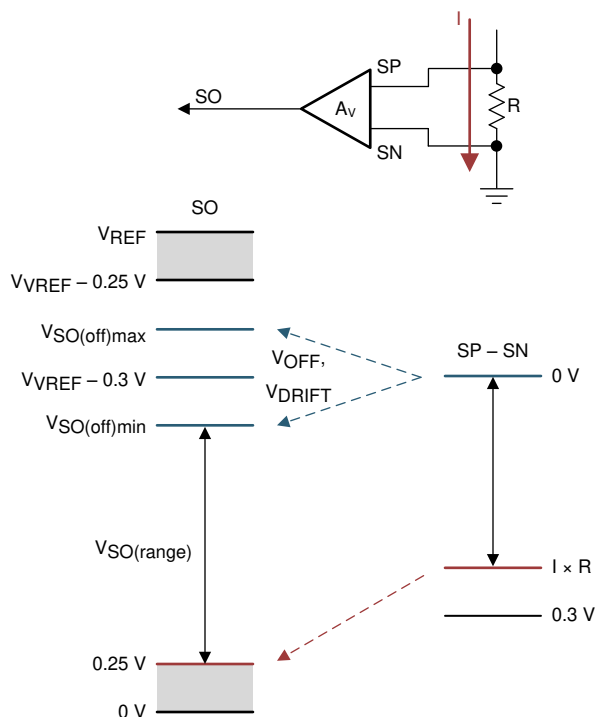 I
SP
SO
AV
R
SN
SO
VREF
VVREF – 0.25 V
VSO(off)max
VOFF,
SP – SN
VVREF – 0.3 V
0 V
VDRIFT
VSO(off)min
VSO(range)
I × R
0.3 V
0.25 V
0 V